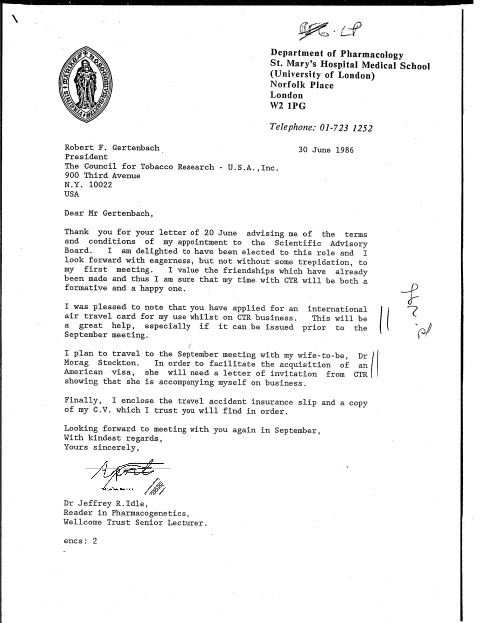 Department of Pharmacology
St. Mary's Hospital Medical School
(University of London)
Norfolk Place
London
W2 1PG
Telephone: 01-723 1252
Robert F. Gertenbach
30 June 1986
President
The Council for Tobacco Research - U.S.A.,Inc.
900 Third Avenue
N.Y. 10022
USA
Dear Mr Gertenbach,
Thank you for your letter of 20 June advising me of the terms
and conditions of my appointment to the Scientific Advisory
Board. I am delighted to have been elected to this role and I
look forward with eagerness, but not without some trepidation, to
my first meeting. I value the friendships which have already
been made and thus I am sure that my time with CTR will be both a
formative and a happy one.
I was pleased to note that you have applied for an international
air travel card for my use whilst on CTR business. This will be
a great help, especially if it can be issued prior to the
September meeting.
I plan to travel to the September meeting with my wife-to-be, Dr
Morag Stockton. In order to facilitate the acquisition of an
American visa, she will need a letter of invitation from CTR
showing that she is accompanying myself on business.
Finally, I enclose the travel accident insurance slip and a copy
of my C.V. which I trust you will find in order.
Looking forward to meeting with you again in September,
With kindest regards,
Yours sincerely,
Dr Jeffrey R.Idle,
Reader in Pharmacogenetics,
Wellcome Trust Senior Lecturer.
encs: 2